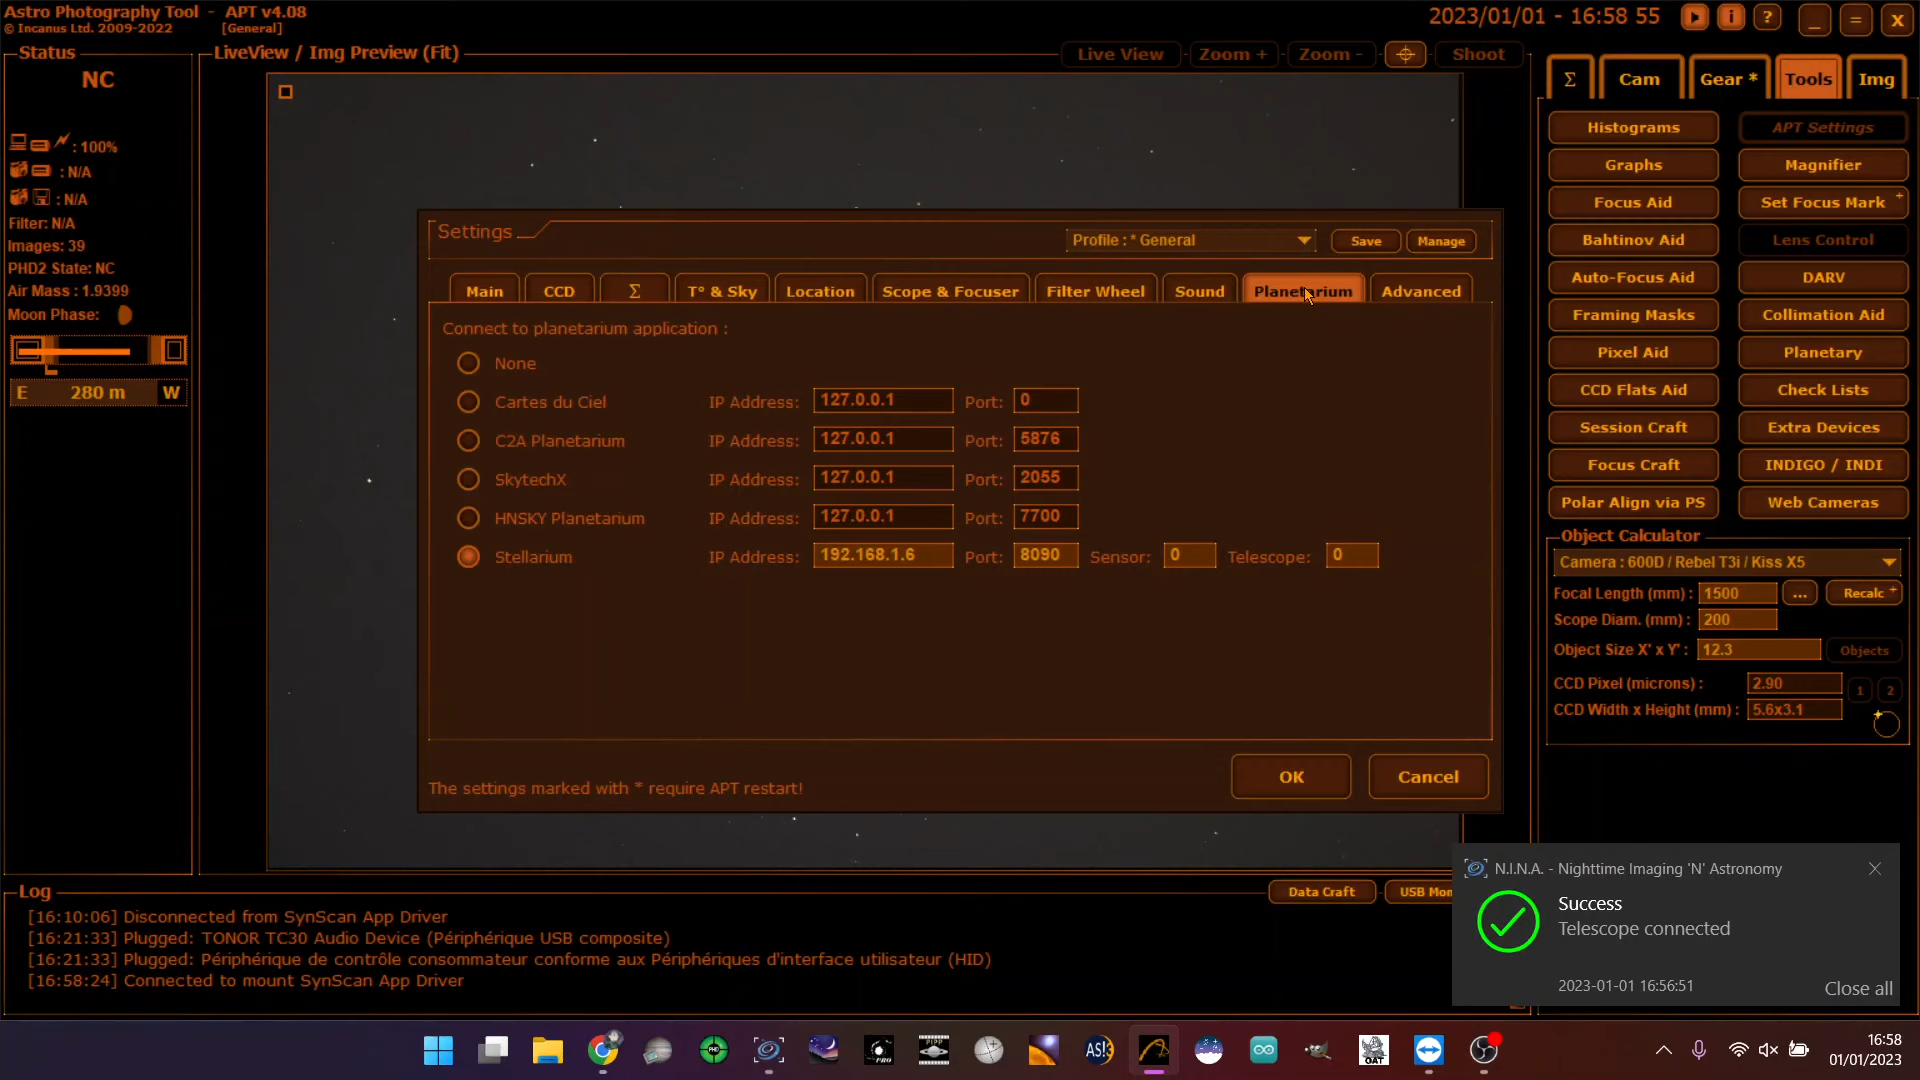 Astro Photography Tool - APT v4.08
© Incanus Ltd. 2009-2022 [General]
2023/01/01 - 16:58 55
i
?
_
=
X
Status
NC
: 100%
: N/A
: N/A
Filter: N/A
Images: 39
PHD2 State: NC
Air Mass : 1.9399
Moon Phase:
E 280 m W
LiveView / Img Preview (Fit)
Live View
Zoom +
Zoom -
Shoot
Σ
Cam
Gear *
Tools
Img
Histograms
APT Settings
Graphs
Magnifier
Focus Aid
Set Focus Mark +
Bahtinov Aid
Lens Control
Auto-Focus Aid
DARV
Framing Masks
Collimation Aid
Pixel Aid
Planetary
CCD Flats Aid
Check Lists
Session Craft
Extra Devices
Focus Craft
INDIGO / INDI
Polar Align via PS
Web Cameras
Object Calculator
Camera : 600D / Rebel T3i / Kiss X5
Focal Length (mm) : 1500 ... Recalc +
Scope Diam. (mm) : 200
Object Size X' x Y' : 12.3 Objects
CCD Pixel (microns) : 2.90 1 2
CCD Width x Height (mm) : 5.6x3.1
Settings
Profile : * General
Save
Manage
Main
CCD
Σ
T° & Sky
Location
Scope & Focuser
Filter Wheel
Sound
Planetarium
Advanced
Connect to planetarium application :
None
Cartes du Ciel IP Address: 127.0.0.1 Port: 0
C2A Planetarium IP Address: 127.0.0.1 Port: 5876
SkytechX IP Address: 127.0.0.1 Port: 2055
HNSKY Planetarium IP Address: 127.0.0.1 Port: 7700
Stellarium IP Address: 192.168.1.6 Port: 8090 Sensor: 0 Telescope: 0
The settings marked with * require APT restart!
OK
Cancel
Log
Data Craft
USB Mon
[16:10:06] Disconnected from SynScan App Driver
[16:21:33] Plugged: TONOR TC30 Audio Device (Périphérique USB composite)
[16:21:33] Plugged: Périphérique de contrôle consommateur conforme aux Périphériques d'interface utilisateur (HID)
[16:58:24] Connected to mount SynScan App Driver
N.I.N.A. - Nighttime Imaging 'N' Astronomy
Success
Telescope connected
2023-01-01 16:56:51
Close all
PHD
PRO
PIPP
AS!3
OAT
16:58
01/01/2023